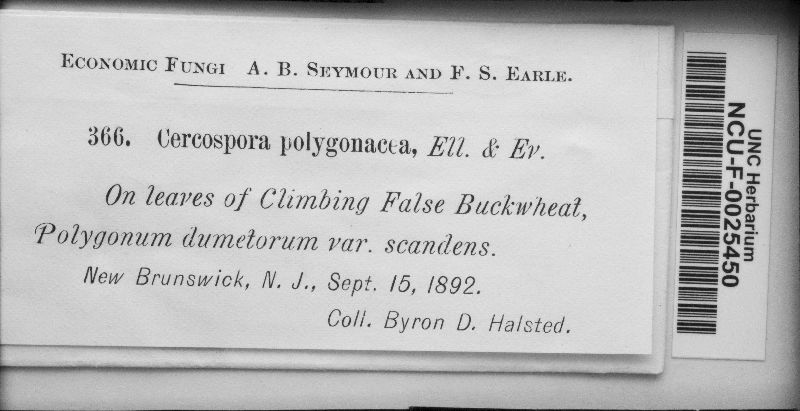 Economic Fungi A. B. Seymour and F. S. Earle.
366. Cercospora polygonacea, Ell. & Ev.
On leaves of Climbing False Buckwheat,
Polygonum dumetorum var. scandens.
New Brunswick, N. J., Sept. 15, 1892.
Coll. Byron D. Halsted.
UNC Herbarium
NCU-F-0025450